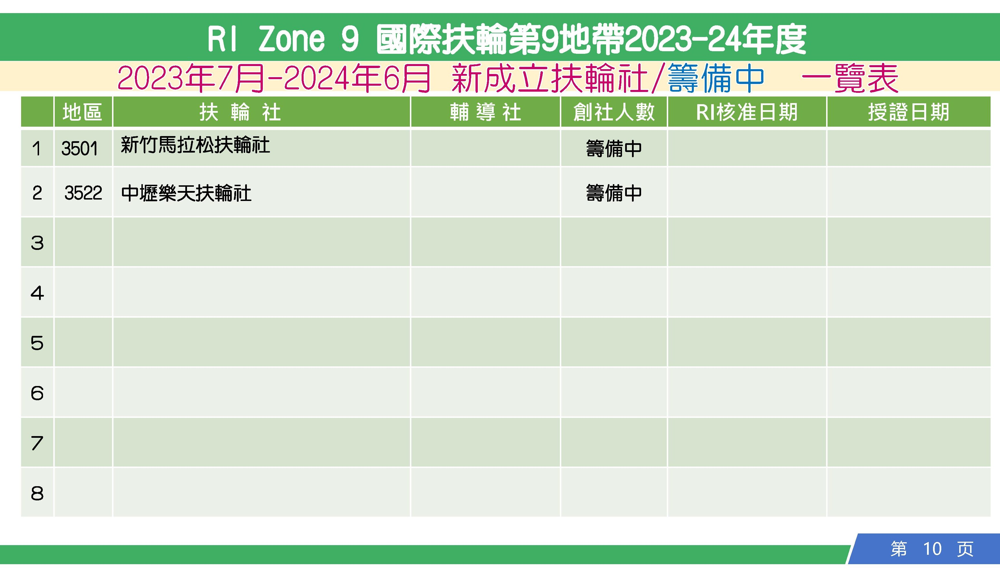 RI Zone 9 國際扶輪第9地帶2023-24年度
2023年7月-2024年6月 新成立扶輪社/籌備中 一覽表
地區 扶 輪 社 輔 導 社 創社人數 RI核准日期 授證日期
1 3501 新竹馬拉松扶輪社 籌備中
2 3522 中壢樂天扶輪社 籌備中
3
4
5
6
7
8
第 10 页